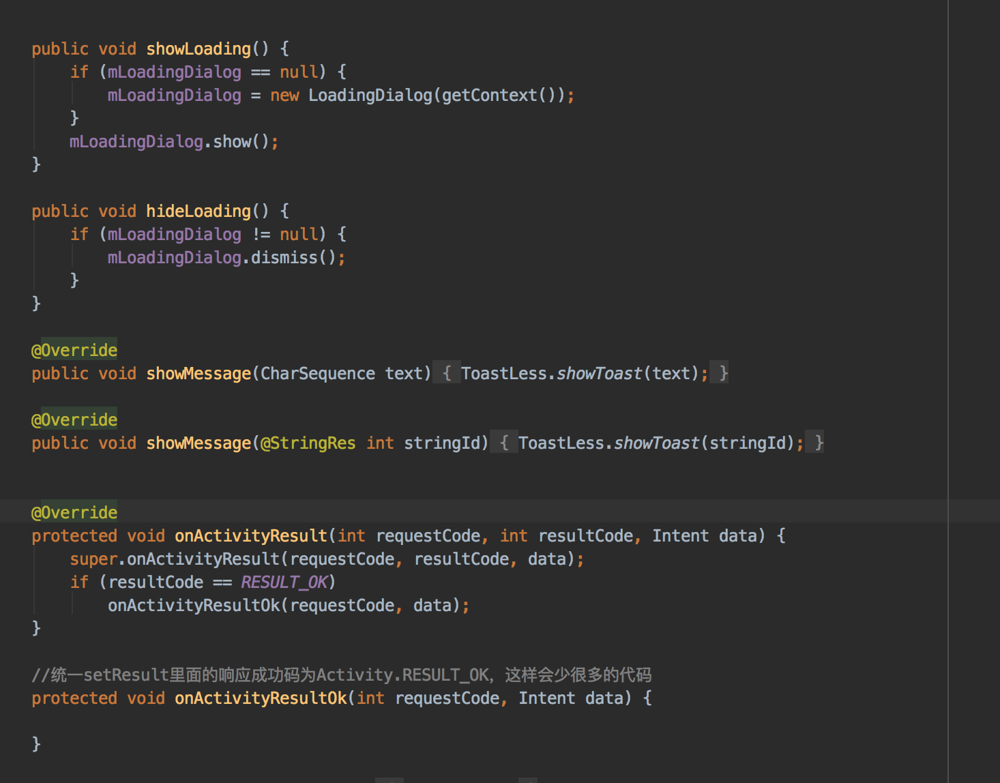 public void showLoading() {
if (mLoadingDialog == null) {
mLoadingDialog = new LoadingDialog(getContext());
}
mLoadingDialog.show();
}
public void hideLoading() {
if (mLoadingDialog != null) {
mLoadingDialog.dismiss();
}
}
@Override
public void showMessage(CharSequence text) { ToastLess.showToast(text); }
@Override
public void showMessage(@StringRes int stringId) { ToastLess.showToast(stringId); }
@Override
protected void onActivityResult(int requestCode, int resultCode, Intent data) {
super.onActivityResult(requestCode, resultCode, data);
if (resultCode == RESULT_OK)
onActivityResultOk(requestCode, data);
}
//统一setResult里面的响应成功码为Activity.RESULT_OK，这样会少很多的代码
protected void onActivityResultOk(int requestCode, Intent data) {
}